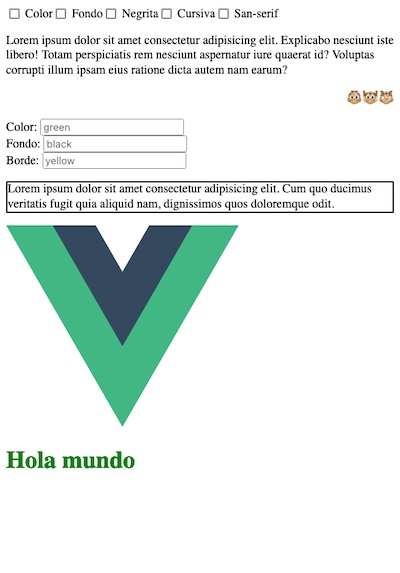 Color Fondo Negrita Cursiva San-serif
Lorem ipsum dolor sit amet consectetur adipisicing elit. Explicabo nesciunt iste
libero! Totam perspiciatis rem nesciunt aspernatur iure quaerat id? Voluptas
corrupti illum ipsam eius ratione dicta autem nam earum?
Color: green
Fondo: black
Borde: yellow
Lorem ipsum dolor sit amet consectetur adipisicing elit. Cum quo ducimus
veritatis fugit quia aliquid nam, dignissimos quos doloremque odit.
Hola mundo